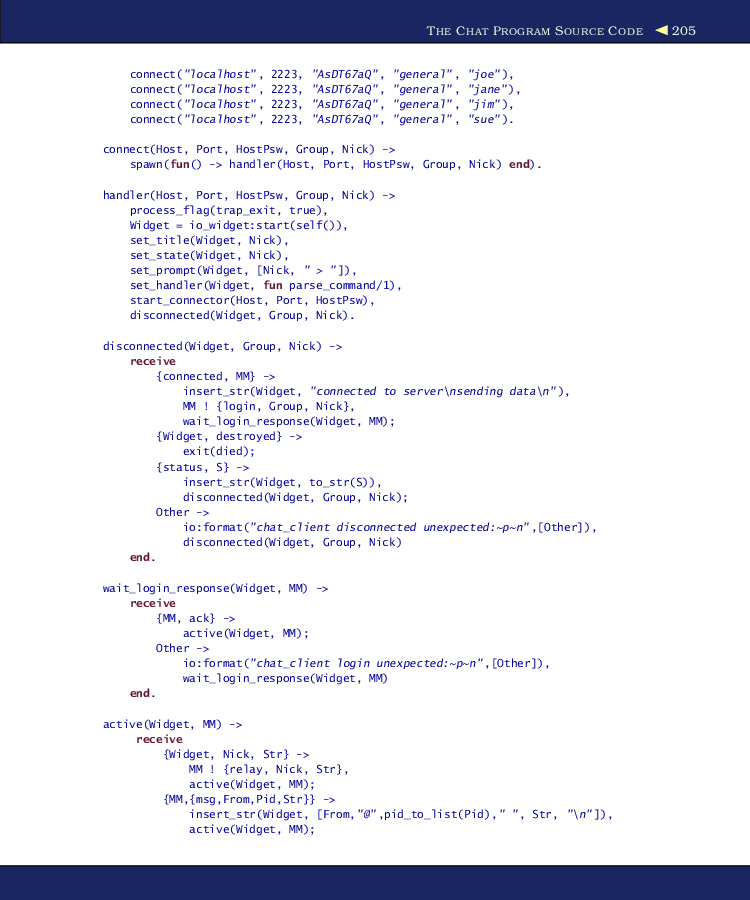 THE CHAT PROGRAM SOURCE CODE ◀ 205
connect("localhost", 2223, "AsDT67aQ", "general", "joe"),
connect("localhost", 2223, "AsDT67aQ", "general", "jane"),
connect("localhost", 2223, "AsDT67aQ", "general", "jim"),
connect("localhost", 2223, "AsDT67aQ", "general", "sue").
connect(Host, Port, HostPsw, Group, Nick) ->
spawn(fun() -> handler(Host, Port, HostPsw, Group, Nick) end).
handler(Host, Port, HostPsw, Group, Nick) ->
process_flag(trap_exit, true),
Widget = io_widget:start(self()),
set_title(Widget, Nick),
set_state(Widget, Nick),
set_prompt(Widget, [Nick, " > "]),
set_handler(Widget, fun parse_command/1),
start_connector(Host, Port, HostPsw),
disconnected(Widget, Group, Nick).
disconnected(Widget, Group, Nick) ->
receive
{connected, MM} ->
insert_str(Widget, "connected to server\nsending data\n"),
MM ! {login, Group, Nick},
wait_login_response(Widget, MM);
{Widget, destroyed} ->
exit(died);
{status, S} ->
insert_str(Widget, to_str(S)),
disconnected(Widget, Group, Nick);
Other ->
io:format("chat_client disconnected unexpected:~p~n",[Other]),
disconnected(Widget, Group, Nick)
end.
wait_login_response(Widget, MM) ->
receive
{MM, ack} ->
active(Widget, MM);
Other ->
io:format("chat_client login unexpected:~p~n",[Other]),
wait_login_response(Widget, MM)
end.
active(Widget, MM) ->
receive
{Widget, Nick, Str} ->
MM ! {relay, Nick, Str},
active(Widget, MM);
{MM,{msg,From,Pid,Str}} ->
insert_str(Widget, [From,"@",pid_to_list(Pid)," ", Str, "\n"]),
active(Widget, MM);